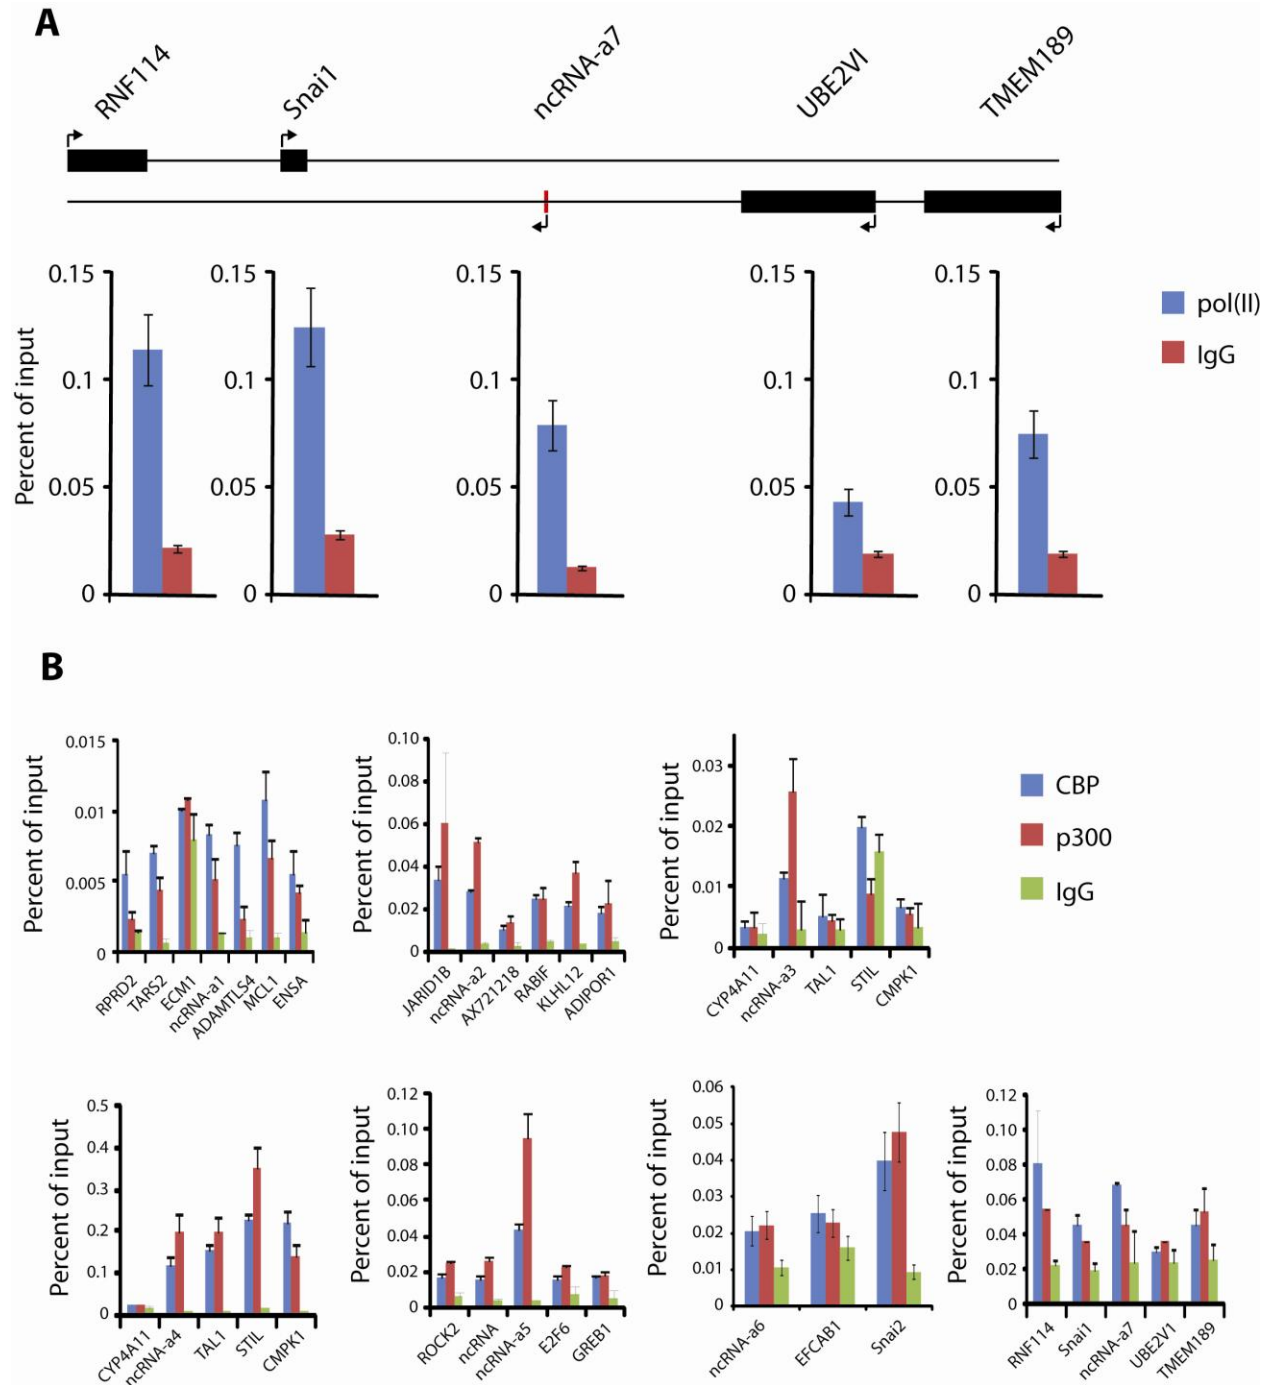 A
RNF114
Snai1
ncRNA-a7
UBE2VI
TMEM189
Percent of input
0.15
0.1
0.05
0
0.15
0.1
0.05
0
0.15
0.1
0.05
0
0.15
0.1
0.05
0
0.15
0.1
0.05
0
pol(II)
IgG
B
Percent of input
0.015
0.01
0.005
0
RPRD2
TARS2
ECM1
ncRNA-a1
ADAMTLS4
MCL1
ENSA
Percent of input
0.10
0.08
0.06
0.04
0.02
0
JARID1B
ncRNA-a2
AX721218
RABIF
KLHL12
ADIPOR1
Percent of input
0.03
0.02
0.01
0
CYP4A11
ncRNA-a3
TAL1
STIL
CMPK1
CBP
p300
IgG
Percent of input
0.5
0.4
0.3
0.2
0.1
0
CYP4A11
ncRNA-a4
TAL1
STIL
CMPK1
Percent of input
0.12
0.10
0.08
0.06
0.04
0.02
0
ROCK2
ncRNA
ncRNA-a5
E2F6
GREB1
Percent of input
0.06
0.05
0.04
0.03
0.02
0.01
0
ncRNA-a6
EFCAB1
Snai2
Percent of input
0.12
0.10
0.08
0.06
0.04
0.02
0
RNF114
Snai1
ncRNA-a7
UBE2V1
TMEM189